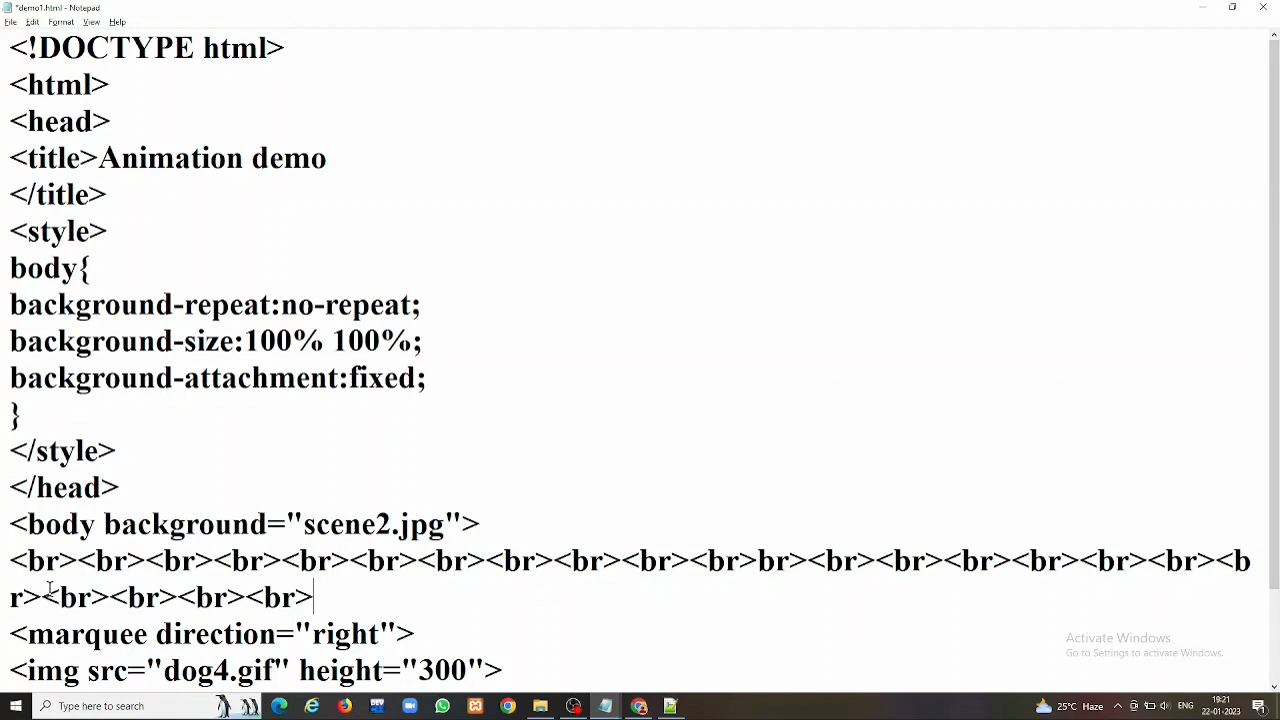 *demo1.html - Notepad
File Edit Format View Help
<!DOCTYPE html>
<html>
<head>
<title>Animation demo
</title>
<style>
body{
background-repeat:no-repeat;
background-size:100% 100%;
background-attachment:fixed;
}
</style>
</head>
<body background="scene2.jpg">
<br><br><br><br><br><br><br><br><br><br><br>br><br><br><br><br><br><br><b
r><br><br><br><br>
<marquee direction="right">
<img src="dog4.gif" height="300">
Activate Windows
Go to Settings to activate Windows.
Type here to search
DEV
25°C Haze
ENG
19:21
22-01-2023